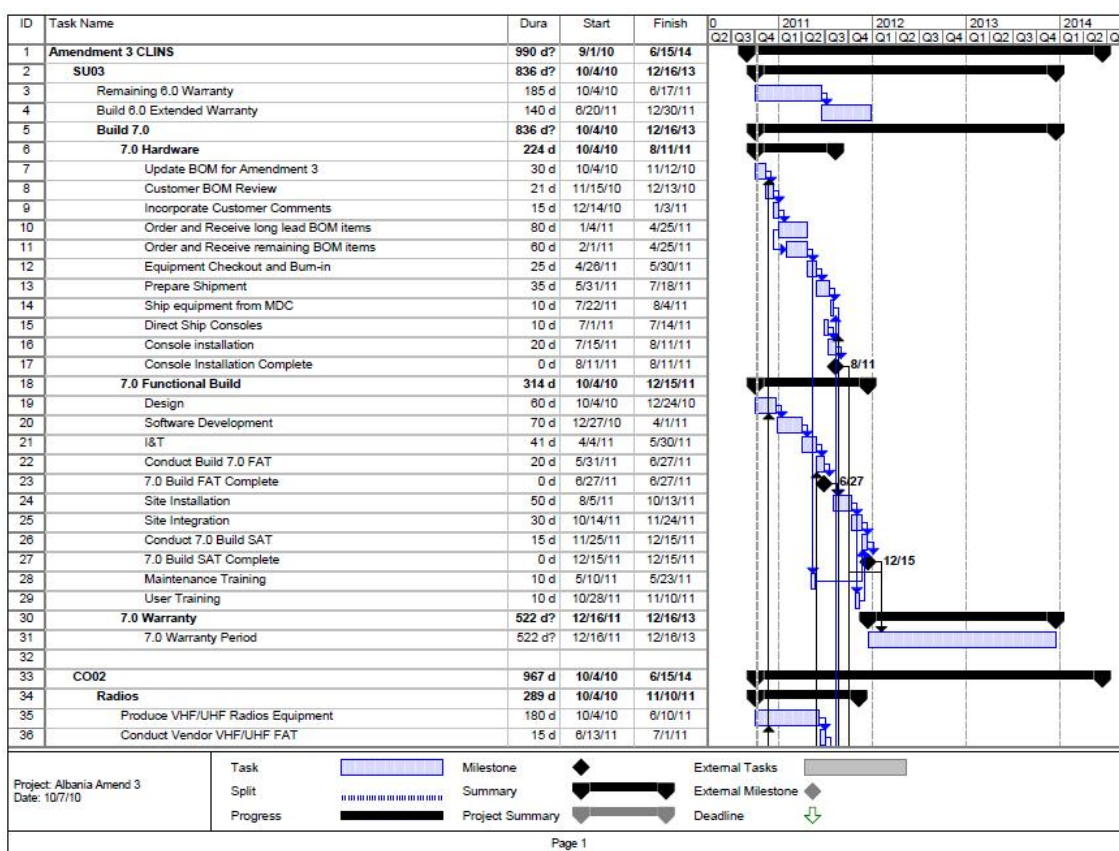 ID Task Name Dura Start Finish 0 2011 2012 2013 2014
Q2 Q3 Q4 Q1 Q2 Q3 Q4 Q1 Q2 Q3 Q4 Q1 Q2 Q3 Q4 Q1 Q2 Q
1 Amendment 3 CLINS 990 d? 9/1/10 6/15/14
2 SU03 836 d? 10/4/10 12/16/13
3 Remaining 6.0 Warranty 185 d 10/4/10 6/17/11
4 Build 6.0 Extended Warranty 140 d 6/20/11 12/30/11
5 Build 7.0 836 d? 10/4/10 12/16/13
6 7.0 Hardware 224 d 10/4/10 8/11/11
7 Update BOM for Amendment 3 30 d 10/4/10 11/12/10
8 Customer BOM Review 21 d 11/15/10 12/13/10
9 Incorporate Customer Comments 15 d 12/14/10 1/3/11
10 Order and Receive long lead BOM items 80 d 1/4/11 4/25/11
11 Order and Receive remaining BOM items 60 d 2/1/11 4/25/11
12 Equipment Checkout and Burn-in 25 d 4/26/11 5/30/11
13 Prepare Shipment 35 d 5/31/11 7/18/11
14 Ship equipment from MDC 10 d 7/22/11 8/4/11
15 Direct Ship Consoles 10 d 7/1/11 7/14/11
16 Console installation 20 d 7/15/11 8/11/11
17 Console Installation Complete 0 d 8/11/11 8/11/11 8/11
18 7.0 Functional Build 314 d 10/4/10 12/15/11
19 Design 60 d 10/4/10 12/24/10
20 Software Development 70 d 12/27/10 4/1/11
21 I&T 41 d 4/4/11 5/30/11
22 Conduct Build 7.0 FAT 20 d 5/31/11 6/27/11
23 7.0 Build FAT Complete 0 d 6/27/11 6/27/11 6/27
24 Site Installation 50 d 8/5/11 10/13/11
25 Site Integration 30 d 10/14/11 11/24/11
26 Conduct 7.0 Build SAT 15 d 11/25/11 12/15/11
27 7.0 Build SAT Complete 0 d 12/15/11 12/15/11 12/15
28 Maintenance Training 10 d 5/10/11 5/23/11
29 User Training 10 d 10/28/11 11/10/11
30 7.0 Warranty 522 d? 12/16/11 12/16/13
31 7.0 Warranty Period 522 d? 12/16/11 12/16/13
32
33 CO02 967 d 10/4/10 6/15/14
34 Radios 289 d 10/4/10 11/10/11
35 Produce VHF/UHF Radios Equipment 180 d 10/4/10 6/10/11
36 Conduct Vendor VHF/UHF FAT 15 d 6/13/11 7/1/11
Project: Albania Amend 3
Date: 10/7/10
Task Milestone External Tasks
Split Summary External Milestone
Progress Project Summary Deadline
Page 1